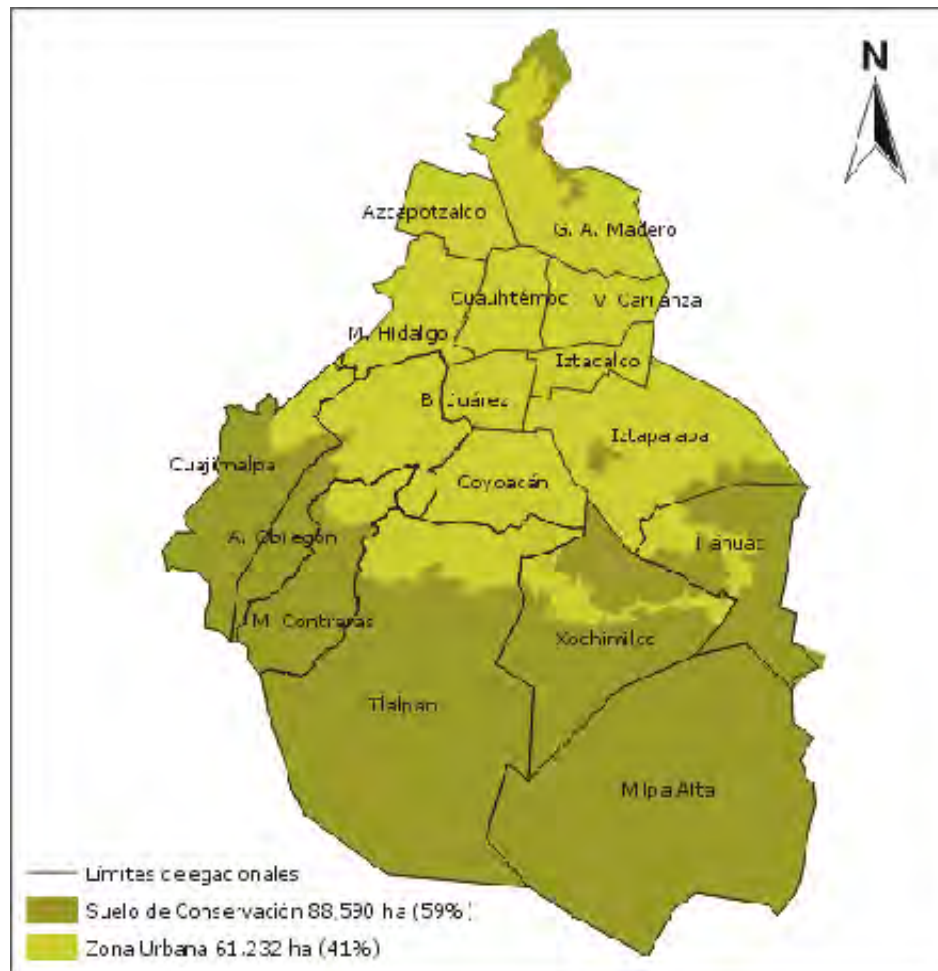 N
Azcapotzalco
G. A. Madero
Cuauhtémoc
V. Carranza
M. Hidalgo
Iztacalco
B. Juárez
Iztapalapa
Cuajimalpa
Coyoacán
A. Obregón
Tláhuac
M. Contreras
Xochimilco
Tlalpan
Milpa Alta
Límites delegacionales
Suelo de Conservación 88,590 ha (59%)
Zona Urbana 61,232 ha (41%)